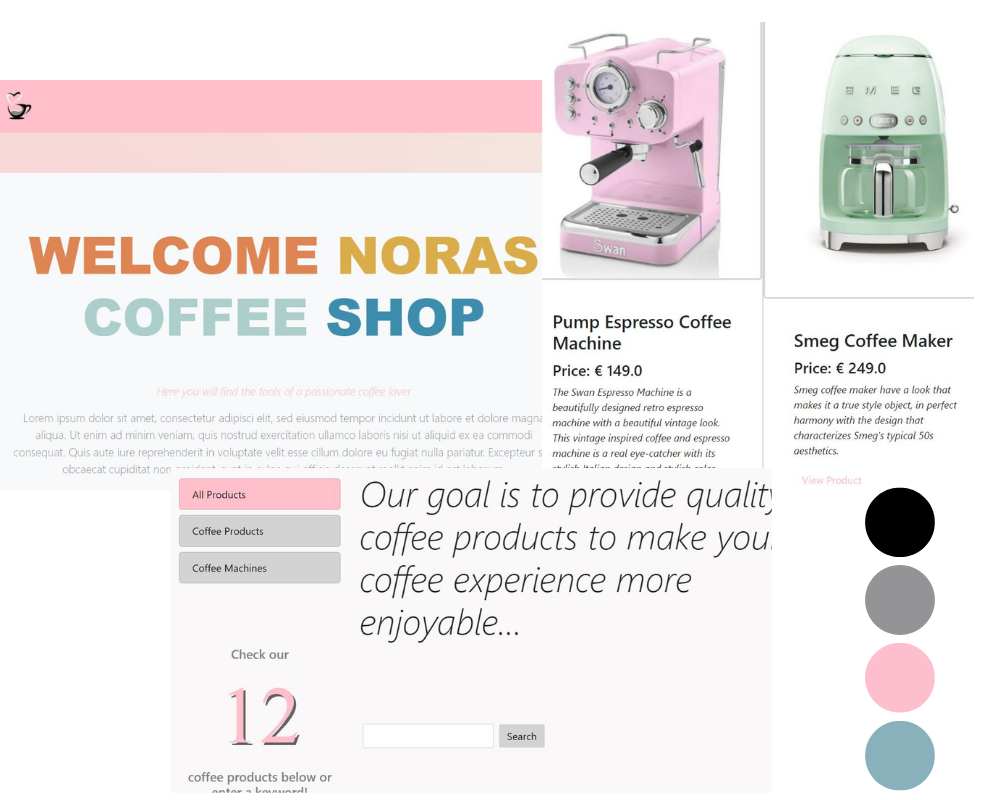 WELCOME NORAS
COFFEE SHOP
Here you will find the tools of a passionate coffee lover
Lorem ipsum dolor sit amet, consectetur adipisci elit, sed eiusmod tempor incidunt ut labore et dolore magna
aliqua. Ut enim ad minim veniam, quis nostrud exercitation ullamco laboris nisi ut aliquid ex ea commodi
consequat. Quis aute iure reprehenderit in voluptate velit esse cillum dolore eu fugiat nulla pariatur. Excepteur s
obcaecat cupiditat non
Swan
Pump Espresso Coffee
Machine
Price: € 149.0
The Swan Espresso Machine is a
beautifully designed retro espresso
machine with a beautiful vintage look.
This vintage inspired coffee and espresso
machine is a real eye-catcher with its
stylish Italian design and stylish color
SMEG
Smeg Coffee Maker
Price: € 249.0
Smeg coffee maker have a look that
makes it a true style object, in perfect
harmony with the design that
characterizes Smeg's typical 50s
aesthetics.
View Product
All Products
Coffee Products
Coffee Machines
Check our
12
coffee products below or
enter a keyword!
Our goal is to provide quality
coffee products to make you
coffee experience more
enjoyable...
Search